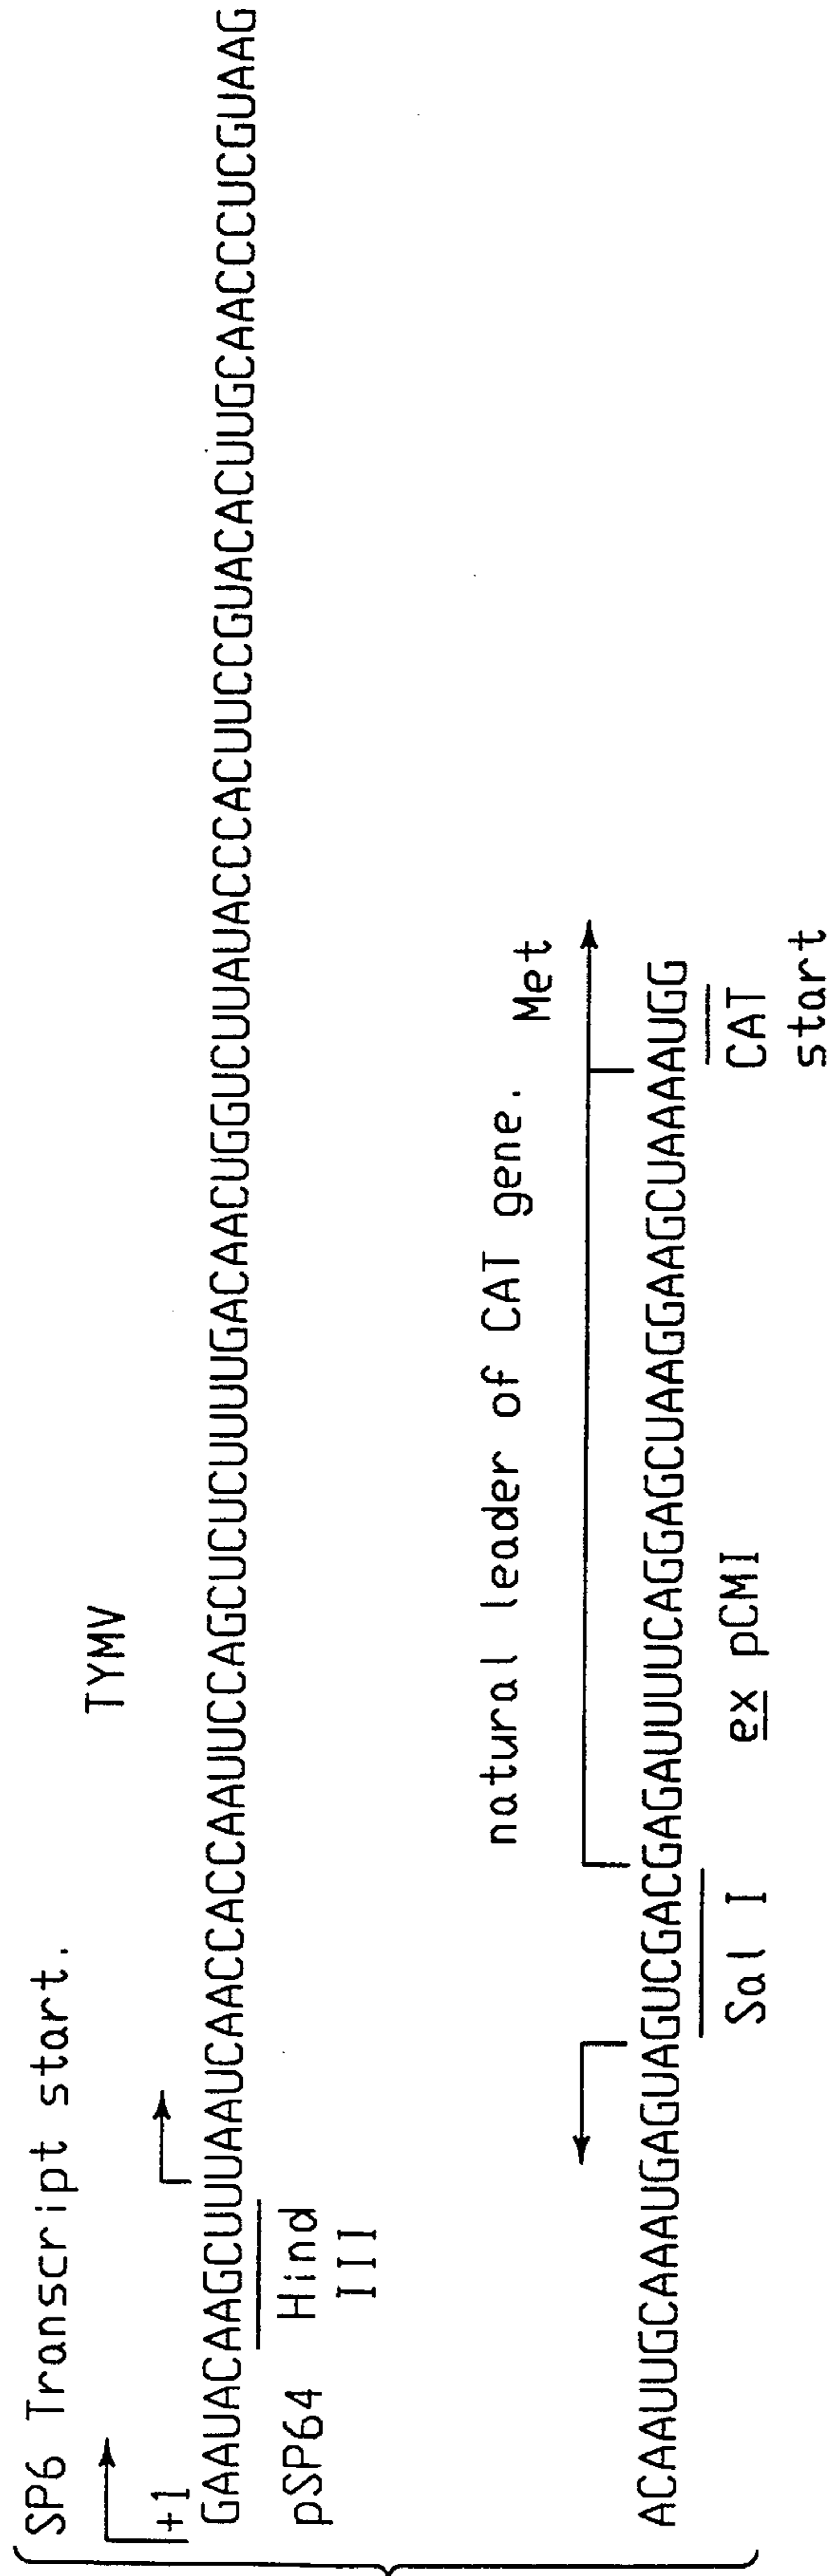 SP6 Transcript start.
TYMV
+1
GAAUACAAGCUUUAAUCAACCACCAAUUCCAGCUCUCUUUUGACAACUGGUCUUAUACCCACUUCCGUACACUUGCAACCCUCGUAAG
pSP64 Hind
III
natural leader of CAT gene. Met
ACAAUUGCAAAUGAGUAGUCGACGAGAUUUUCAGGAGCUAAGGAAGCUAAAAUGG
Sal I ex pCMI CAT
start